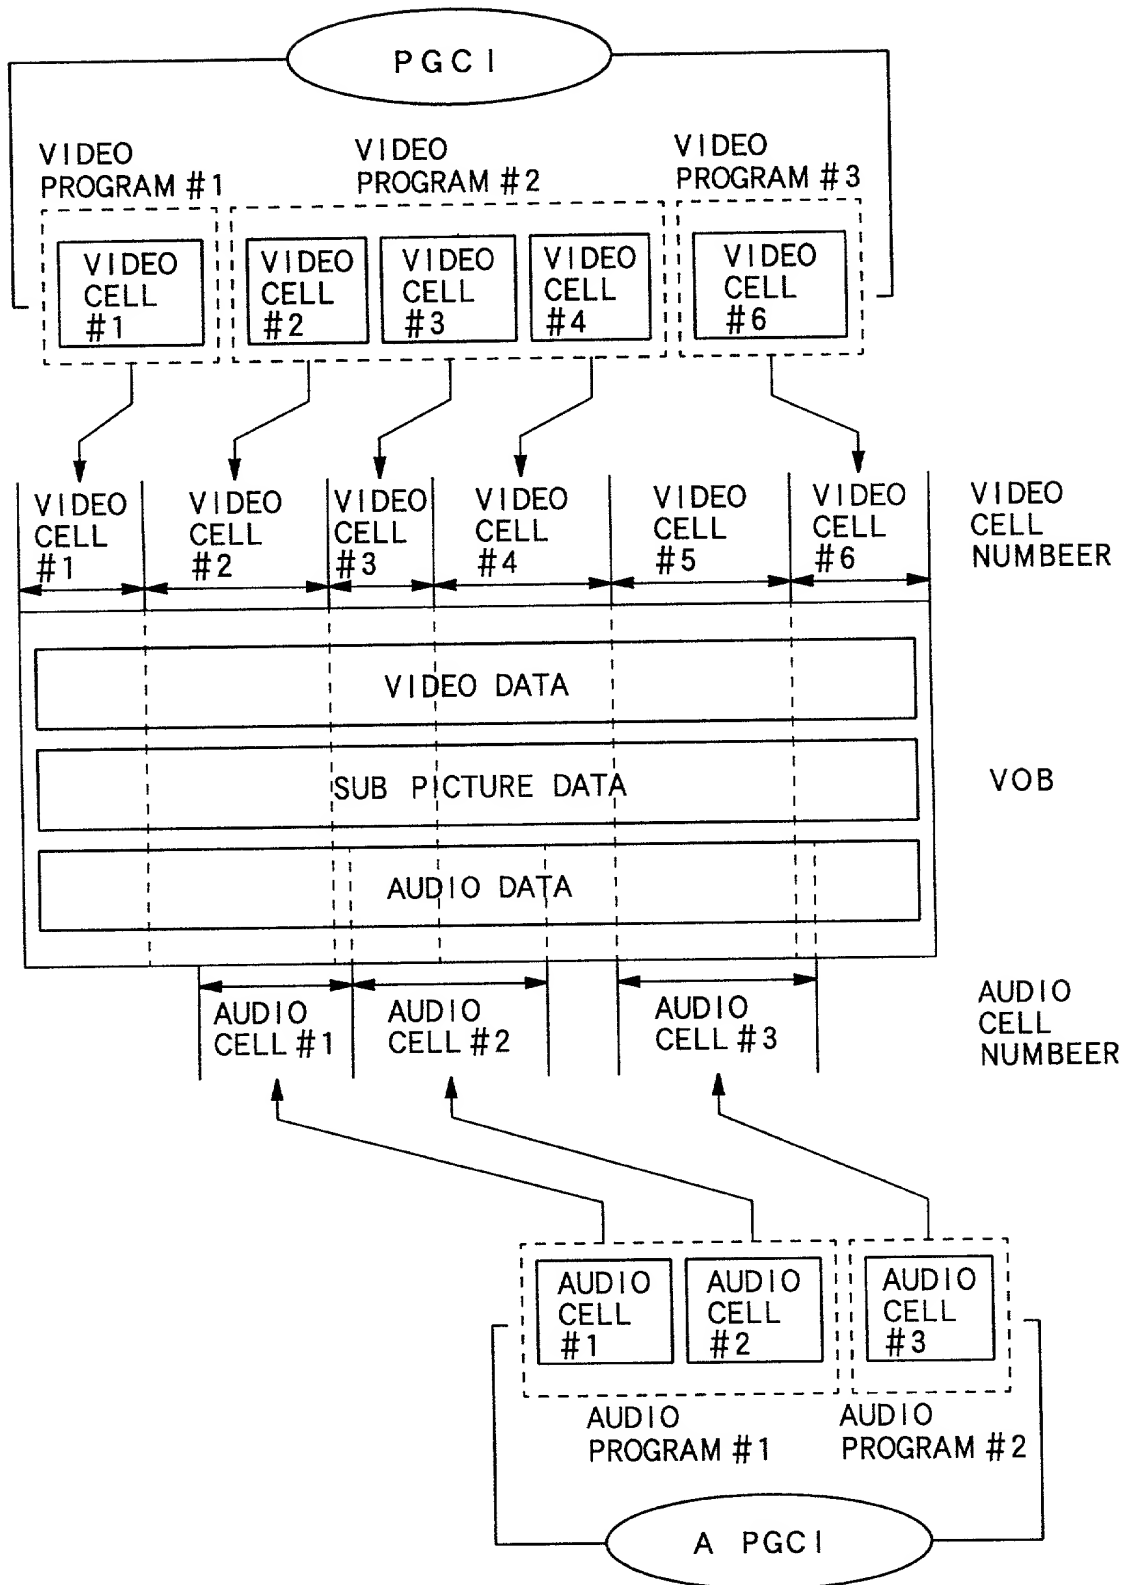 PGCI
VIDEO
PROGRAM #1
VIDEO
PROGRAM #2
VIDEO
PROGRAM #3
VIDEO
CELL
#1
VIDEO
CELL
#2
VIDEO
CELL
#3
VIDEO
CELL
#4
VIDEO
CELL
#6
VIDEO
CELL
#1
VIDEO
CELL
#2
VIDEO
CELL
#3
VIDEO
CELL
#4
VIDEO
CELL
#5
VIDEO
CELL
#6
VIDEO
CELL
NUMBEER
VIDEO DATA
SUB PICTURE DATA
VOB
AUDIO DATA
AUDIO
CELL #1
AUDIO
CELL #2
AUDIO
CELL #3
AUDIO
CELL
NUMBEER
AUDIO
CELL
#1
AUDIO
CELL
#2
AUDIO
CELL
#3
AUDIO
PROGRAM #1
AUDIO
PROGRAM #2
A PGCI